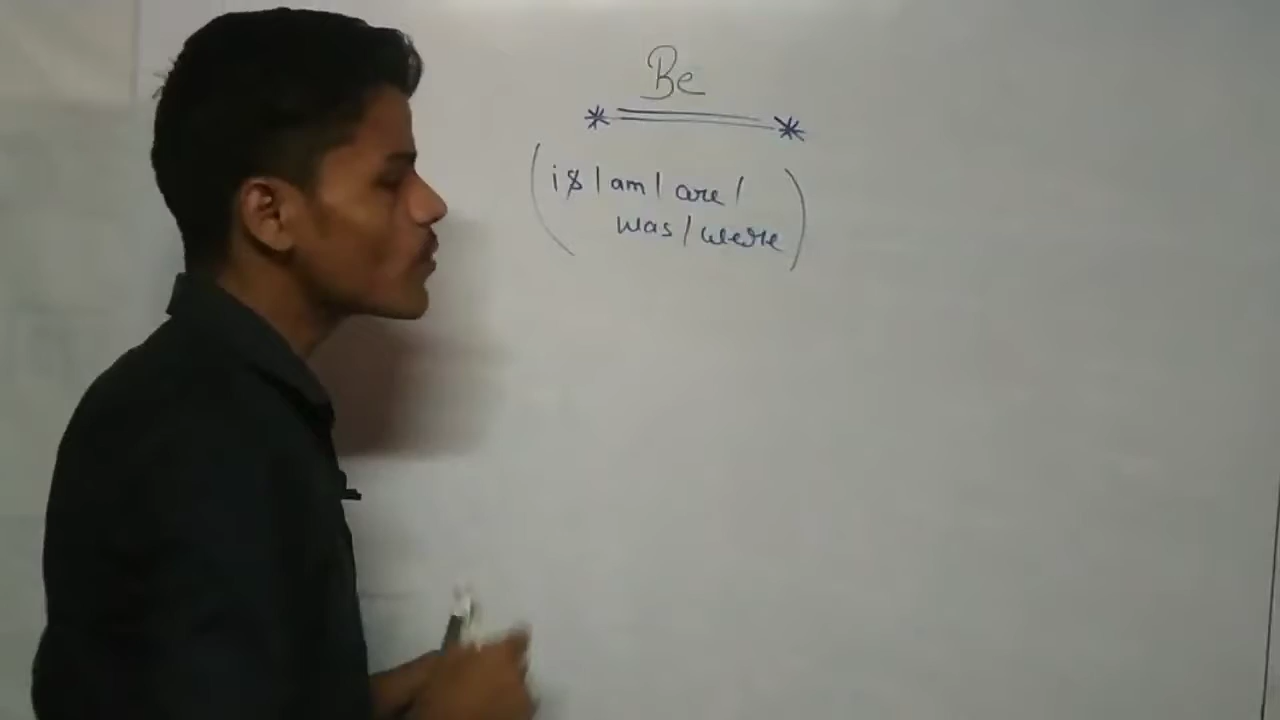 Be
(is / am / are /
was / were)